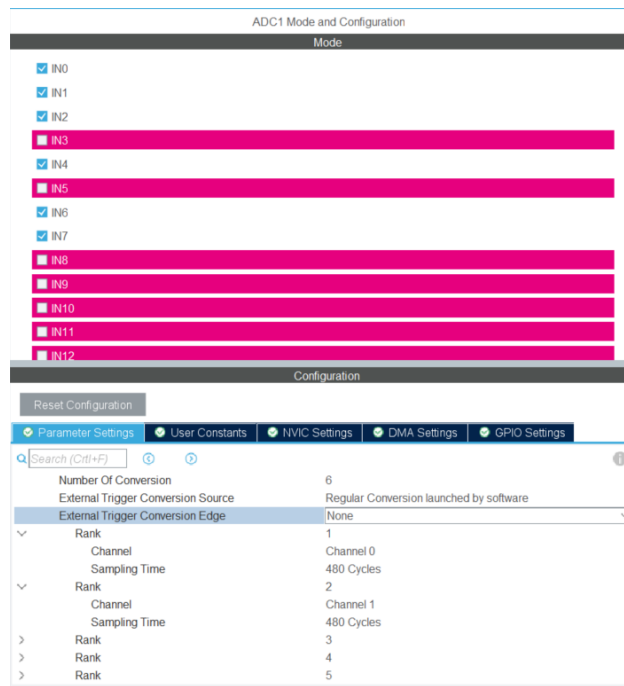 ADC1 Mode and Configuration
Mode
IN0
IN1
IN2
IN3
IN4
IN5
IN6
IN7
IN8
IN9
IN10
IN11
IN12
Configuration
Reset Configuration
Parameter Settings User Constants NVIC Settings DMA Settings GPIO Settings
Search (Crtl+F)
Number Of Conversion 6
External Trigger Conversion Source Regular Conversion launched by software
External Trigger Conversion Edge None
Rank 1
Channel Channel 0
Sampling Time 480 Cycles
Rank 2
Channel Channel 1
Sampling Time 480 Cycles
Rank 3
Rank 4
Rank 5